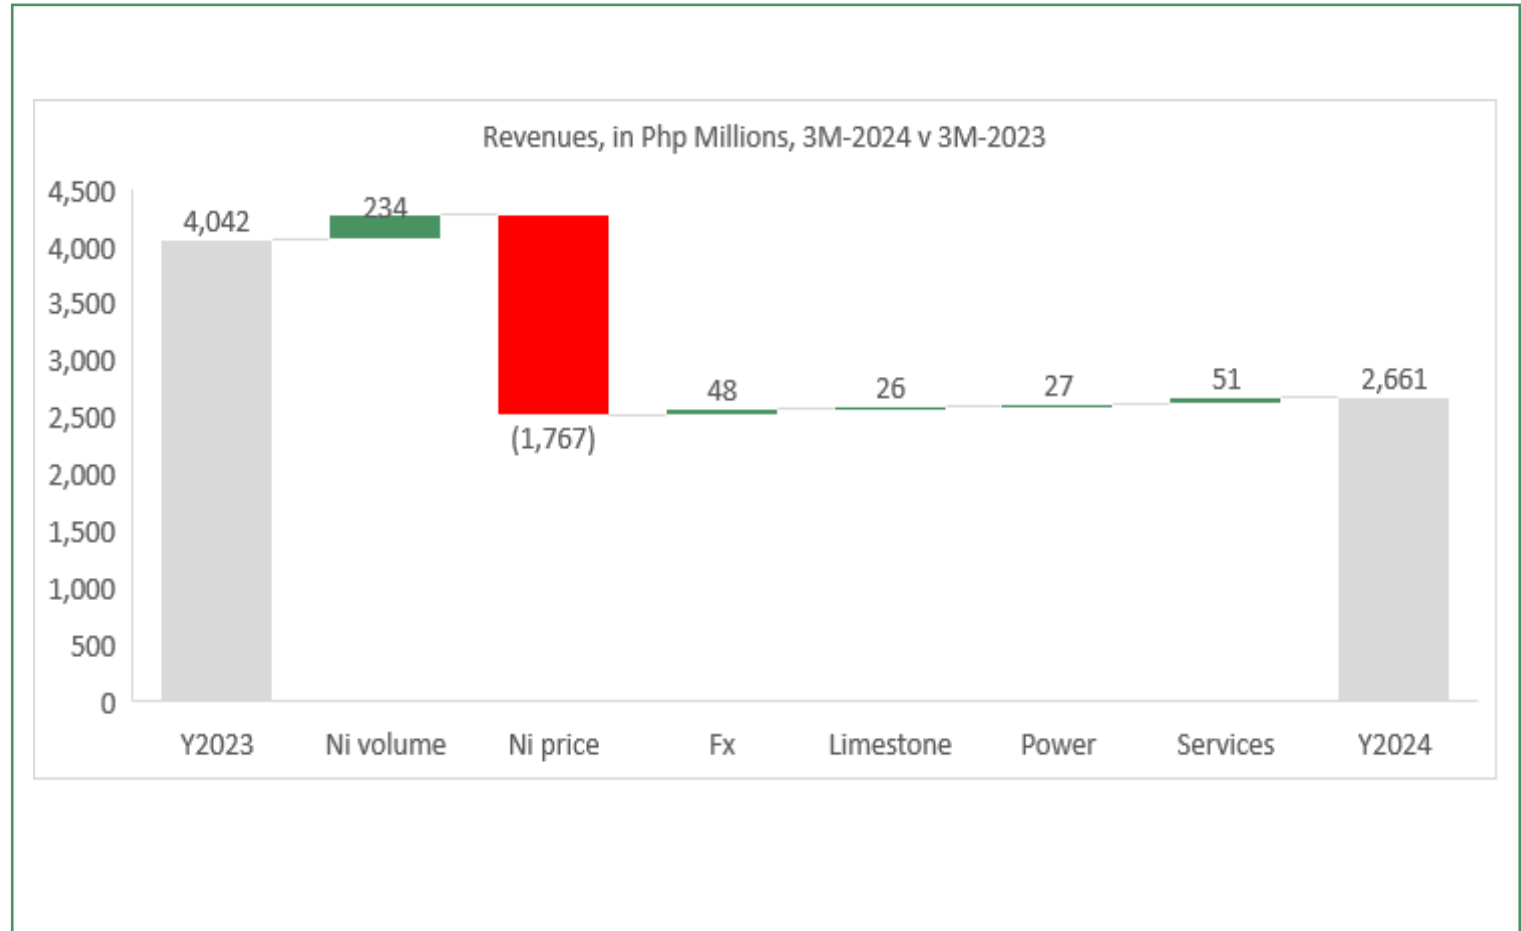 Revenues, in Php Millions, 3M-2024 v 3M-2023
4,500
4,000
3,500
3,000
2,500
2,000
1,500
1,000
500
0
4,042
234
(1,767)
48
26
27
51
2,661
Y2023
Ni volume
Ni price
Fx
Limestone
Power
Services
Y2024